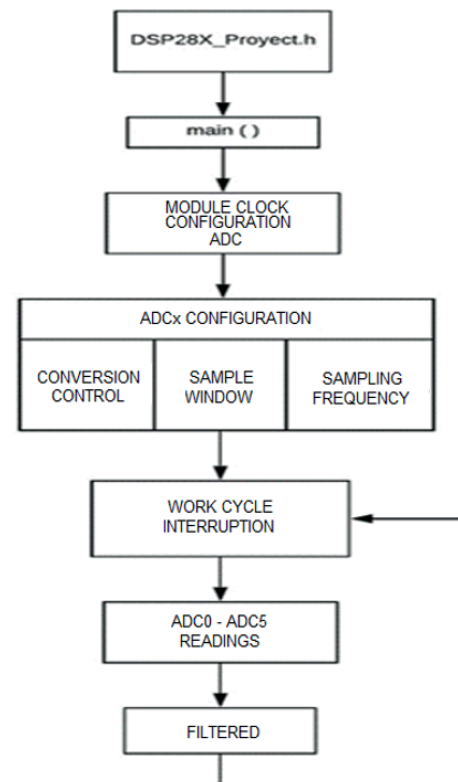 DSP28X_Proyect.h
main ( )
MODULE CLOCK
CONFIGURATION
ADC
ADCx CONFIGURATION
CONVERSION
CONTROL
SAMPLE
WINDOW
SAMPLING
FREQUENCY
WORK CYCLE
INTERRUPTION
ADC0 - ADC5
READINGS
FILTERED